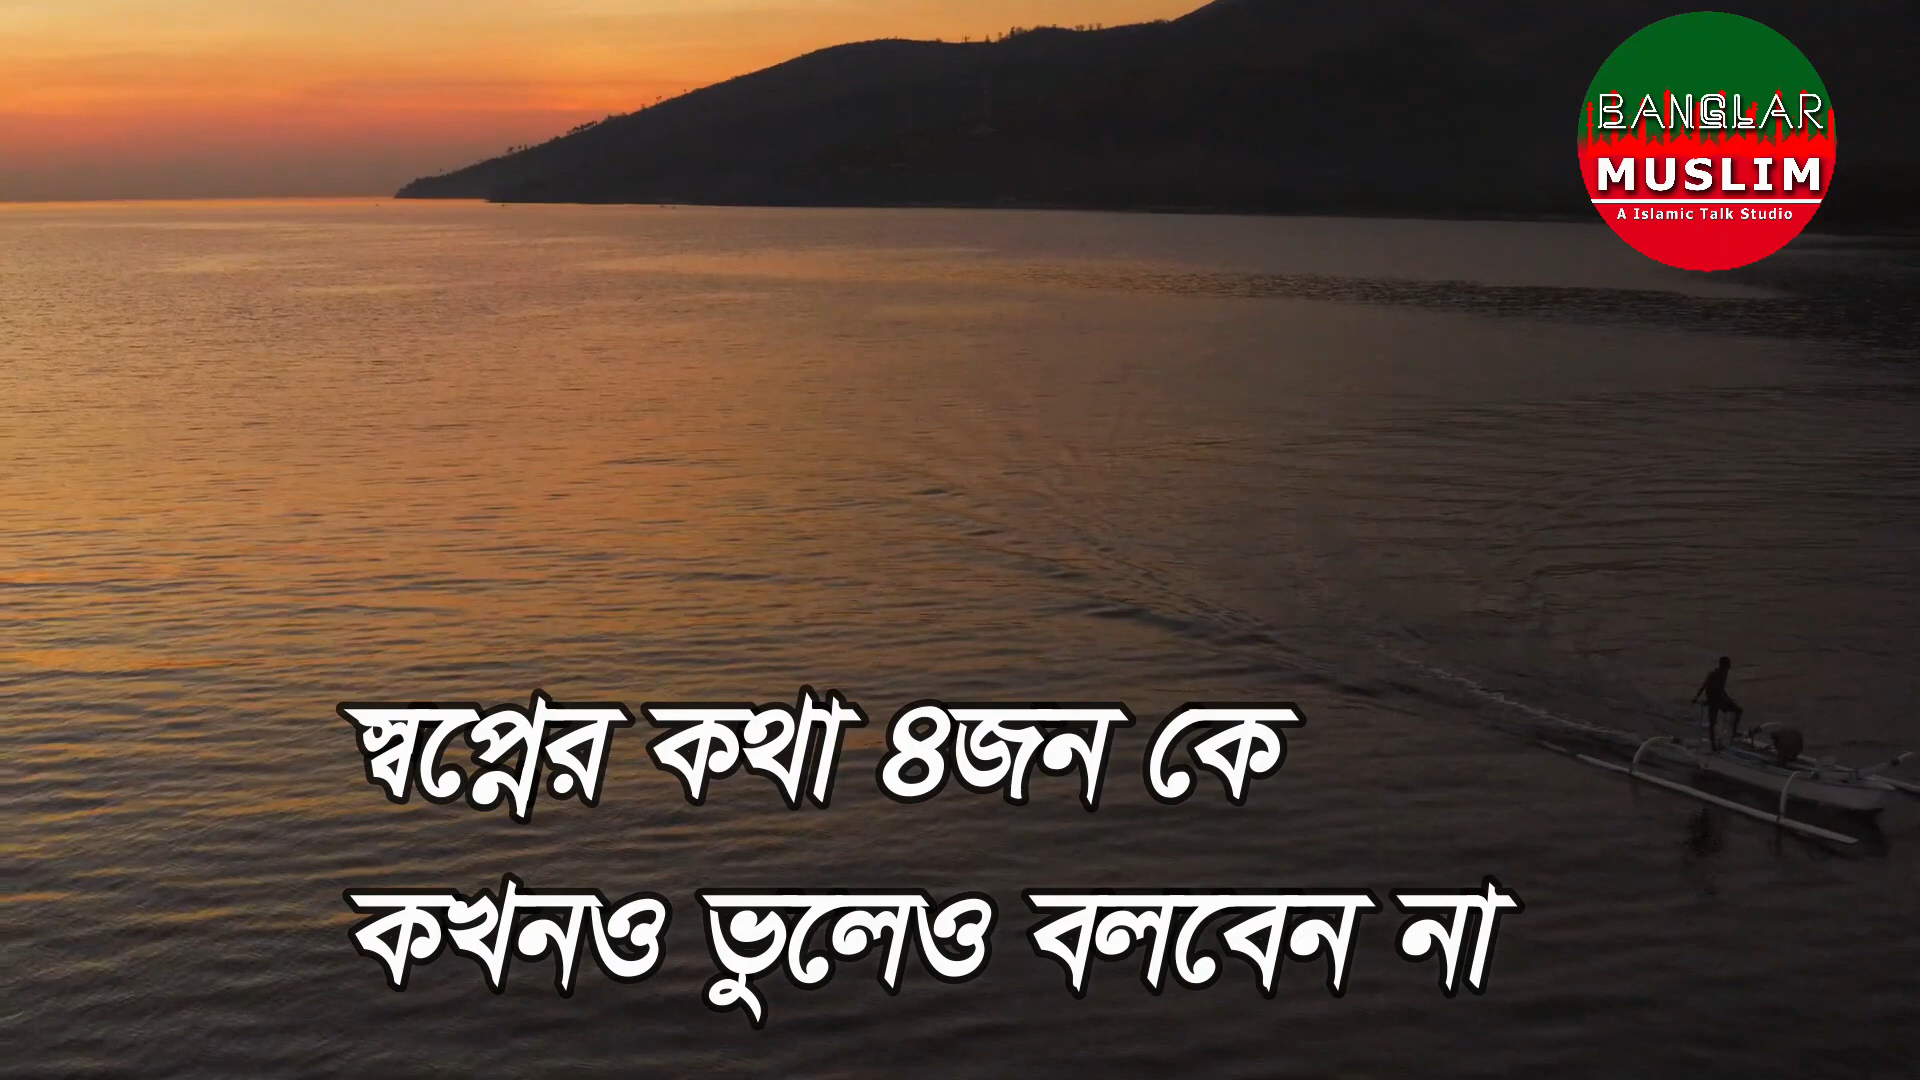 BANGLAR
MUSLIM
A Islamic Talk Studio
স্বপ্নের কথা ৪জন কে
কখনও ভুলেও বলবেন না